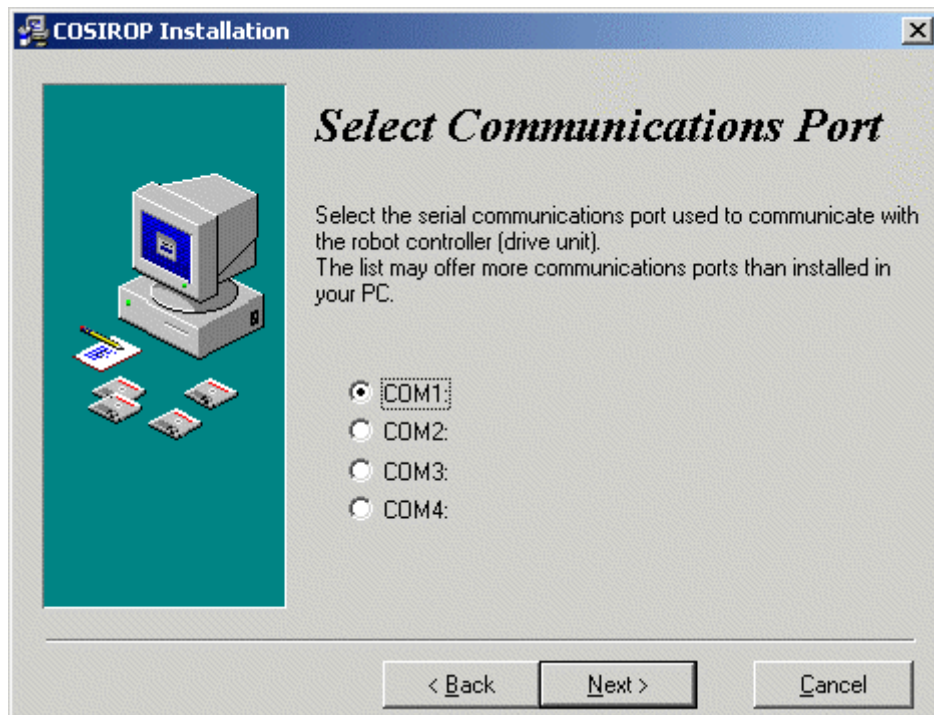 COSIROP Installation
Select Communications Port
Select the serial communications port used to communicate with
the robot controller (drive unit).
The list may offer more communications ports than installed in
your PC.
COM1:
COM2:
COM3:
COM4:
< Back
Next >
Cancel